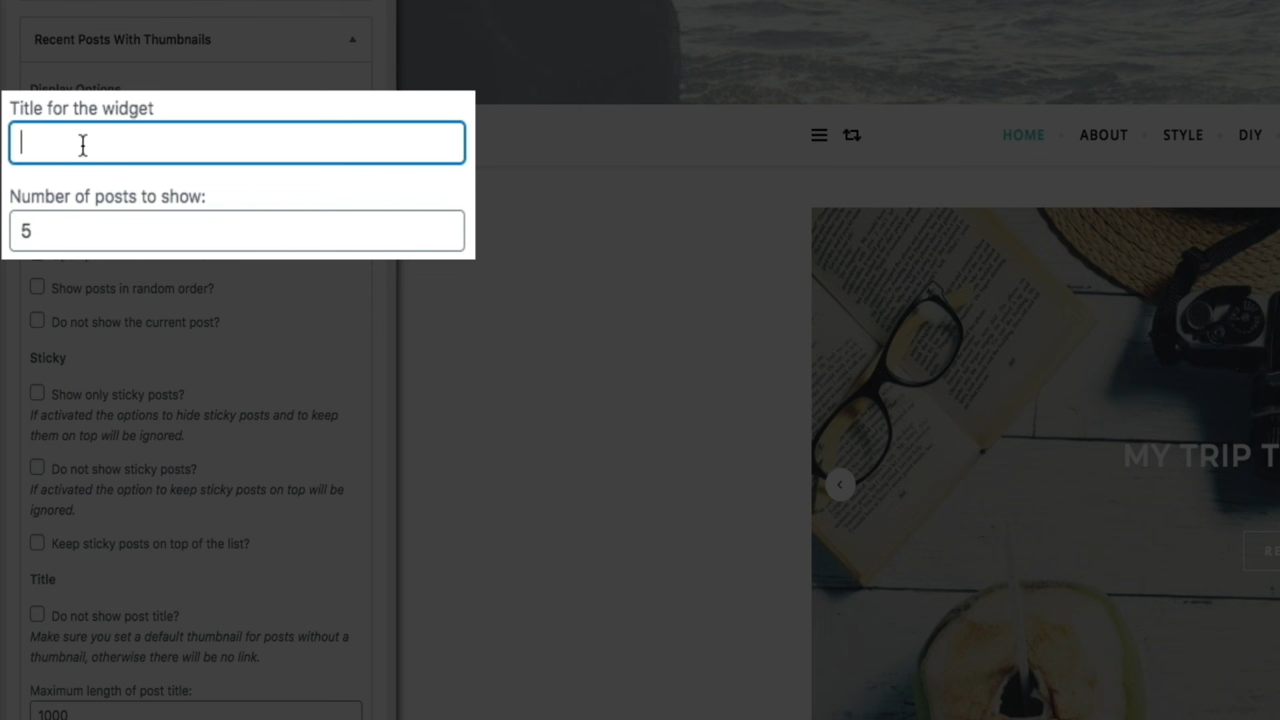 Recent Posts With Thumbnails
Display Options
Title for the widget
Number of posts to show:
5
Show posts in random order?
Do not show the current post?
Sticky
Show only sticky posts?
If activated the options to hide sticky posts and to keep
them on top will be ignored.
Do not show sticky posts?
If activated the option to keep sticky posts on top will be
ignored.
Keep sticky posts on top of the list?
Title
Do not show post title?
Make sure you set a default thumbnail for posts without a
thumbnail, otherwise there will be no link.
Maximum length of post title:
1000
HOME ABOUT STYLE DIY
MY TRIP T
RE